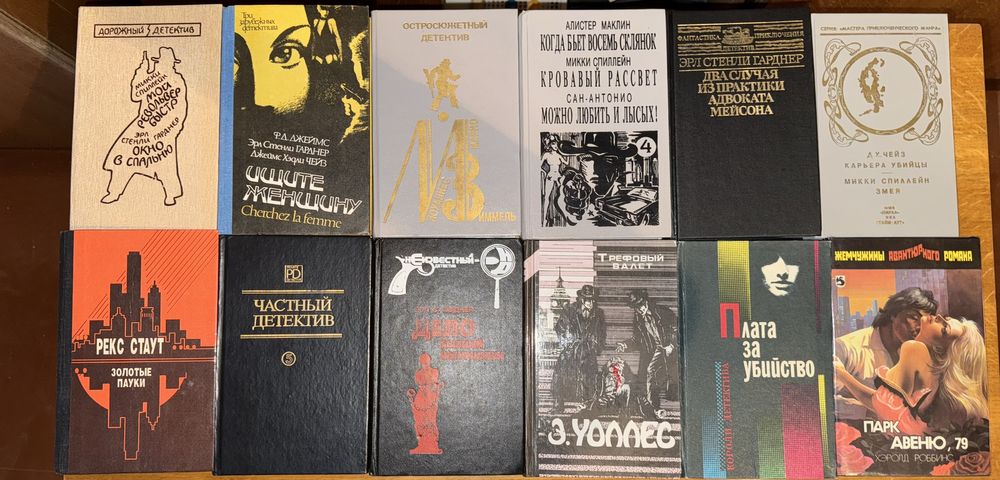 ДОРОЖНЫЙ ДЕТЕКТИВ
МИККИ
СПИЛЛЕЙН
МОЙ
РЕВОЛЬВЕР
БЫСТР
ЭРЛ
СТЕНЛИ ГАРДНЕР
ОКНО
В СПАЛЬНЮ
Три
зарубежных
детектива
Ф.Д. ДЖЕЙМС
Эрл Стенли ГАРДНЕР
Джеймс Хэдли ЧЕЙЗ
ИЩИТЕ
ЖЕНЩИНУ
Cherchez la femme
ОСТРОСЮЖЕТНЫЙ
ДЕТЕКТИВ
ИММЕЛЬ
АЛИСТЕР МАКЛИН
КОГДА БЬЕТ ВОСЕМЬ СКЛЯНОК
МИККИ СПИЛЛЕЙН
КРОВАВЫЙ РАССВЕТ
САН-АНТОНИО
МОЖНО ЛЮБИТЬ И ЛЫСЫХ!
4
ФАНТАСТИКА ПРИКЛЮЧЕНИЯ
ДЕТЕКТИВ
ЭРЛ СТЕНЛИ ГАРДНЕР
ДВА СЛУЧАЯ
ИЗ ПРАКТИКИ
АДВОКАТА
МЕЙСОНА
СЕРИЯ «МАСТЕРА ПРИКЛЮЧЕНЧЕСКОГО ЖАНРА»
Д.Х. ЧЕЙЗ
КАРЬЕРА УБИЙЦЫ
МИККИ СПИЛЛЕЙН
ЗМЕЯ
РЕКС СТАУТ
ЗОЛОТЫЕ
ПАУКИ
PD
ЧАСТНЫЙ
ДЕТЕКТИВ
5
НЕИЗВЕСТНЫЙ
ДЕТЕКТИВ
ДЕЛО
ТРЕФОВЫЙ
ВАЛЕТ
Э. УОЛЛЕС
Плата
за
убийство
ЖЕМЧУЖИНЫ АВАНТЮРНОГО РОМАНА
ПАРК
АВЕНЮ, 79
ХЭРОЛД РОББИНС